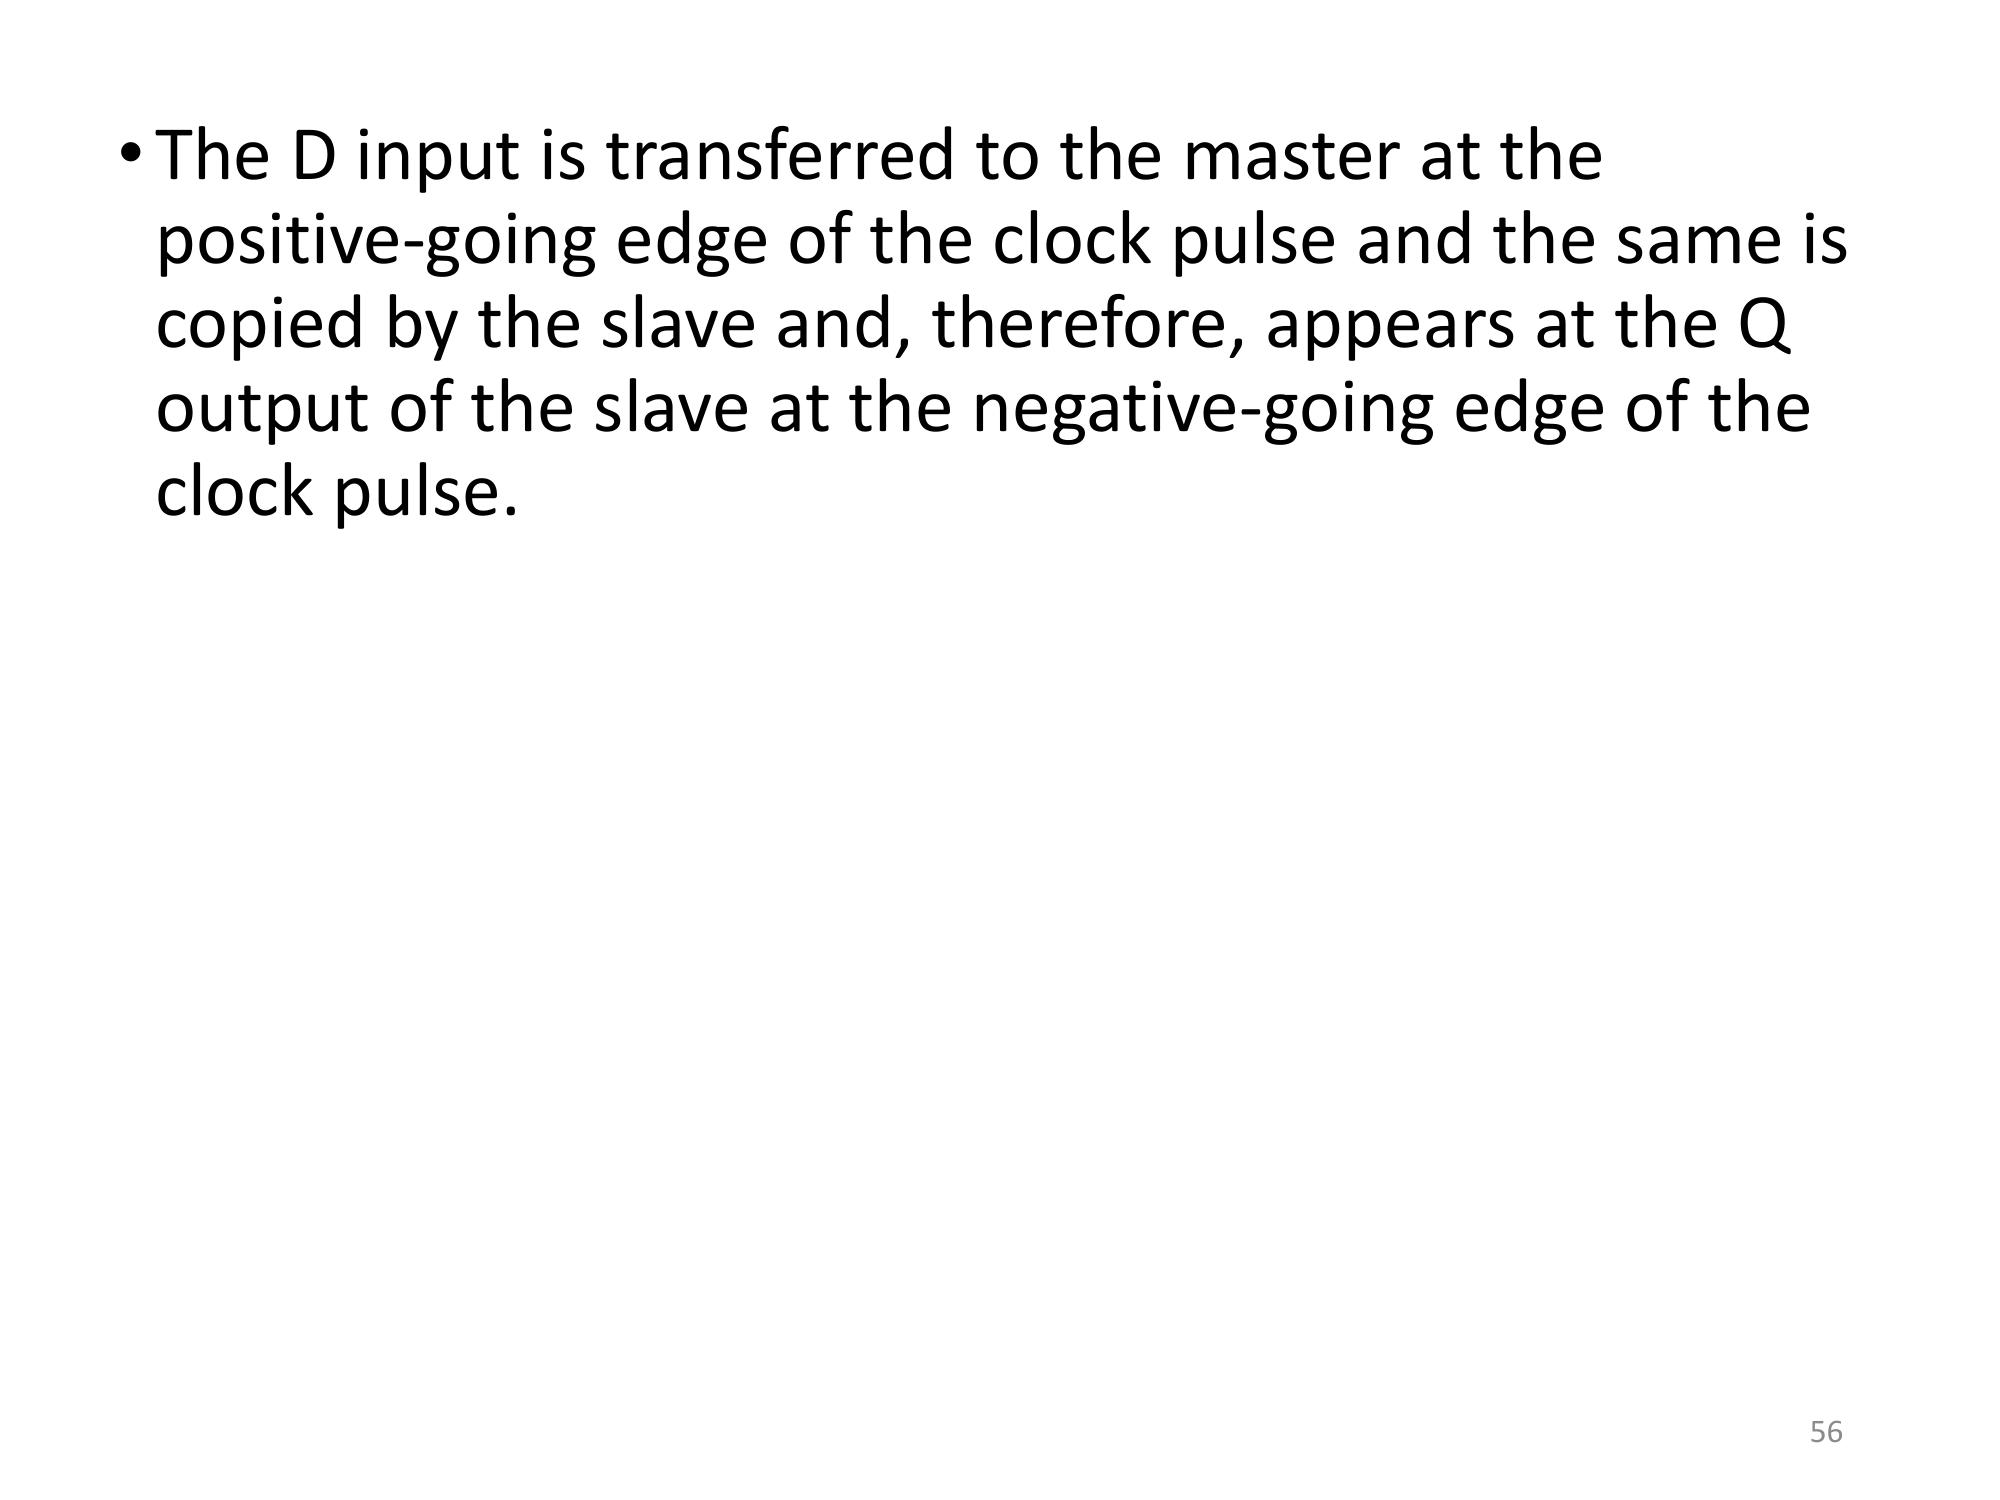 • The D input is transferred to the master at the
positive-going edge of the clock pulse and the same is
copied by the slave and, therefore, appears at the Q
output of the slave at the negative-going edge of the
clock pulse.
56